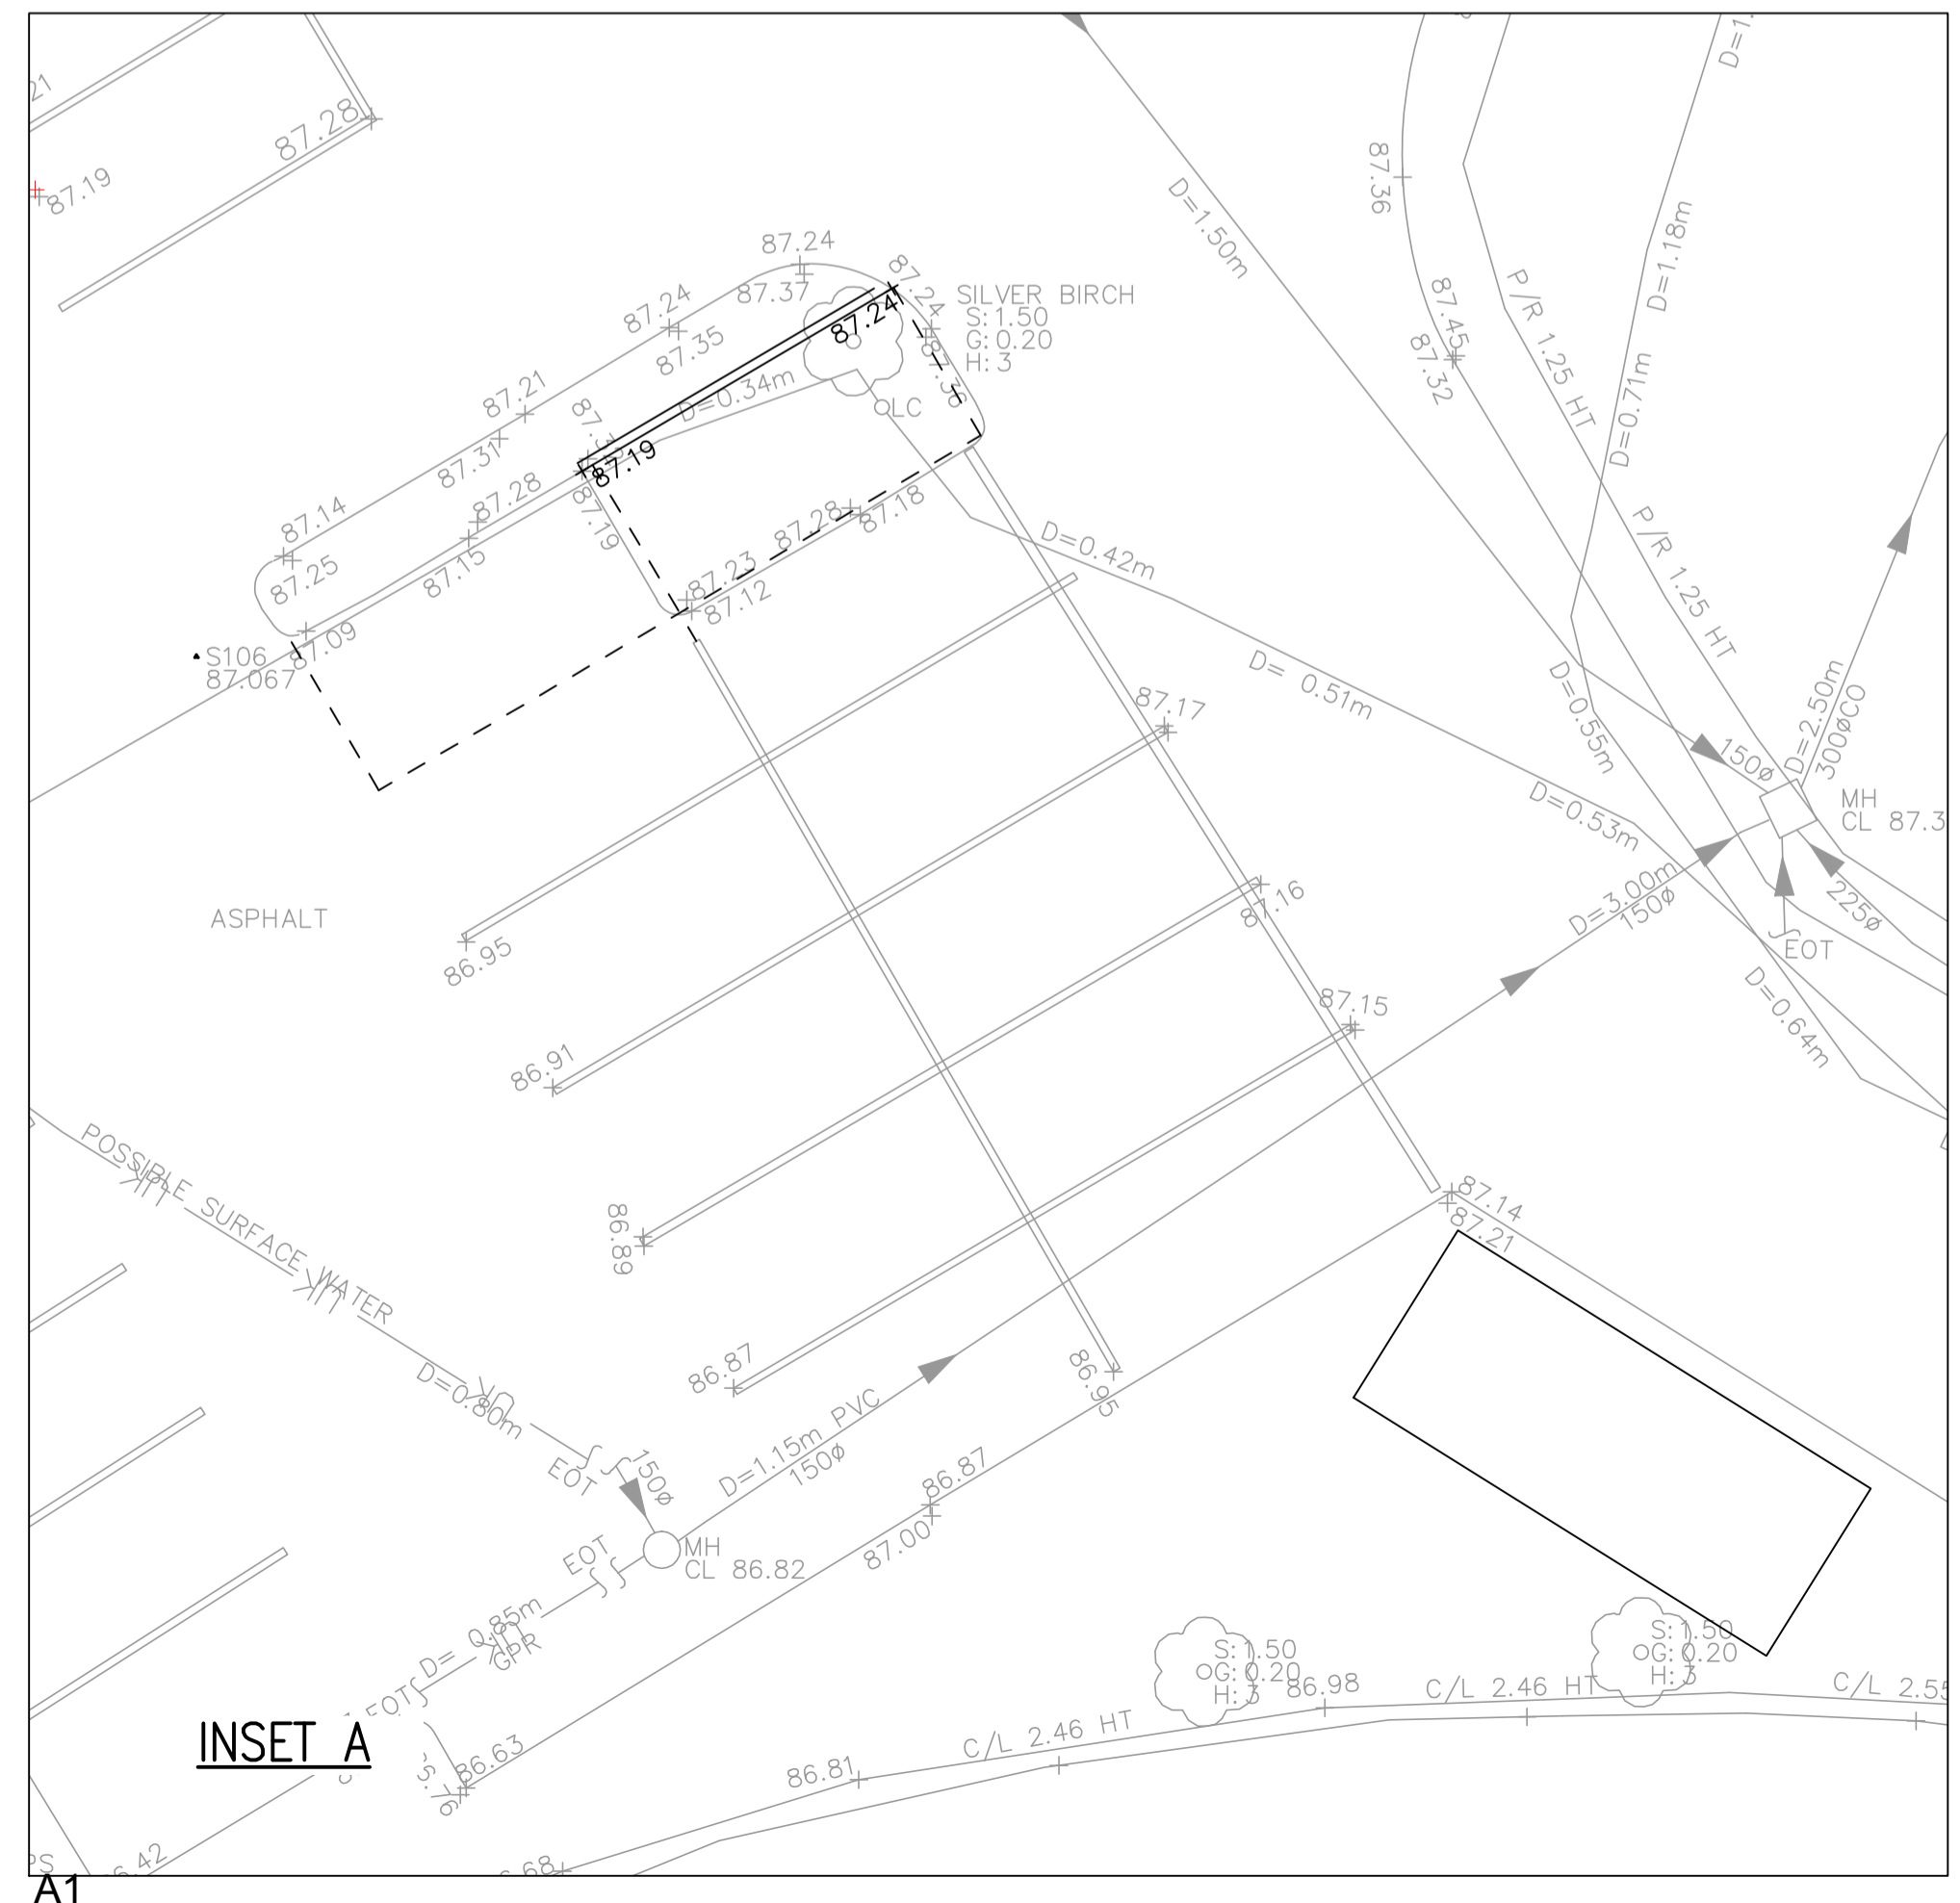 87.28
87.19
87.24
87.37
87.24
87.24
87.35
87.24
SILVER BIRCH
S: 1.50
G: 0.20
H: 3
D=1.50m
87.36
87.45
87.32
D=1.18m
P/R 1.25 HT
D=0.71m
87.21
87.31
D=0.34m
LC
87.19
87.14
87.28
87.25
87.15
87.19
87.28
87.18
87.23
87.12
87.09
S106
87.067
D=0.42m
P/R 1.25 HT
D= 0.51m
D=0.55m
87.17
D=2.50m
300øCO
150ø
MH
CL 87.3
D=0.53m
D=3.00m
150ø
225ø
EOT
ASPHALT
86.95
87.16
87.15
D=0.64m
86.91
POSSIBLE SURFACE WATER
86.89
87.14
87.21
86.87
86.95
D=0.80m
D=1.15m PVC
150ø
EOT
150ø
86.87
87.00
EOT
MH
CL 86.82
D= 0.85m
GPR
EOT
S: 1.50
G: 0.20
H: 3
S: 1.50
G: 0.20
H: 3
86.98
C/L 2.46 HT
C/L 2.55
C/L 2.46 HT
INSET A
86.63
86.81
A1